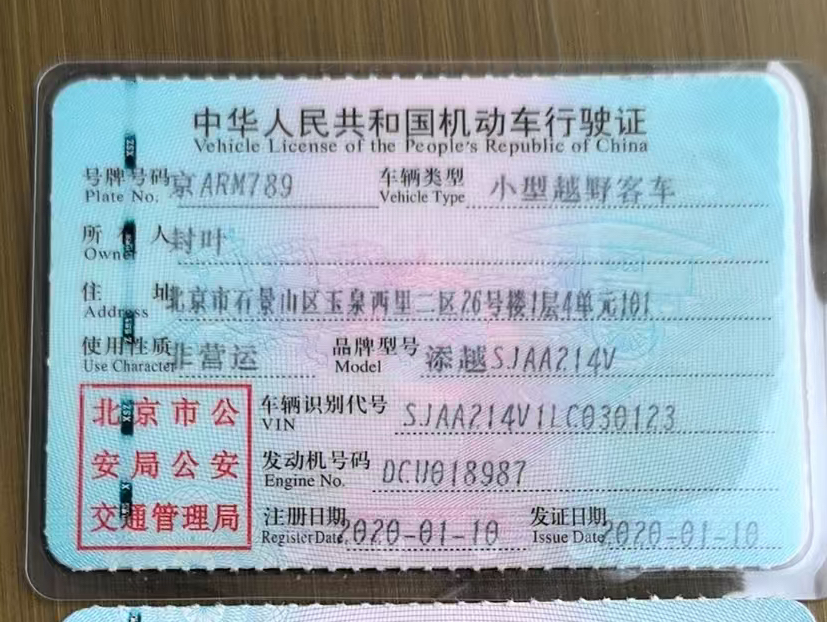 中华人民共和国机动车行驶证
Vehicle License of the People's Republic of China
号牌号码 京ARM789 车辆类型 小型越野客车
Plate No. Vehicle Type
所有人 封叶
Owner
住址 北京市石景山区玉泉西里二区26号楼1层4单元101
Address
使用性质 非营运 品牌型号 添越SJAA214V
Use Character Model
北京市公
安局公安
交通管理局
车辆识别代号 SJAA214V1LC030123
VIN
发动机号码 DCU018987
Engine No.
注册日期 2020-01-10 发证日期 2020-01-10
Register Date Issue Date